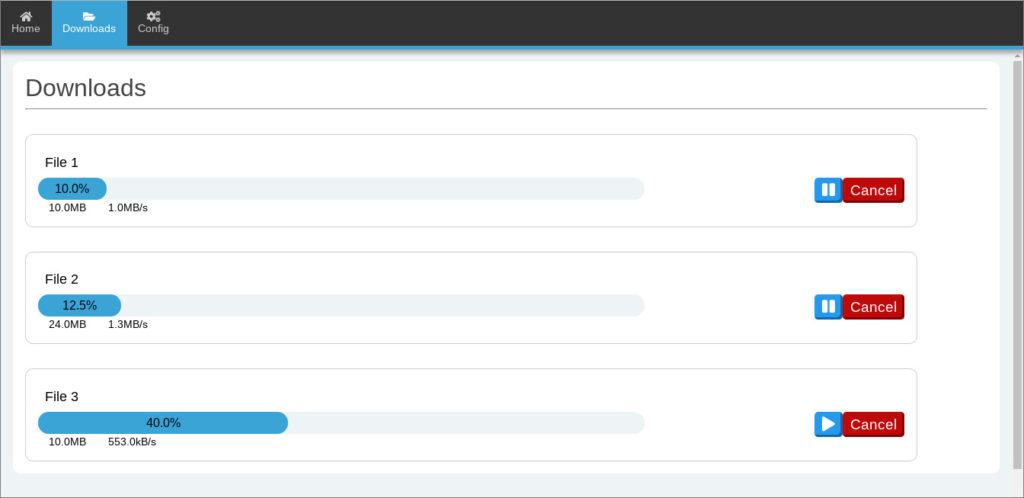 Home Downloads Config
Downloads
File 1
10.0%
Cancel
10.0MB 1.0MB/s
File 2
12.5%
Cancel
24.0MB 1.3MB/s
File 3
40.0%
Cancel
10.0MB 553.0kB/s